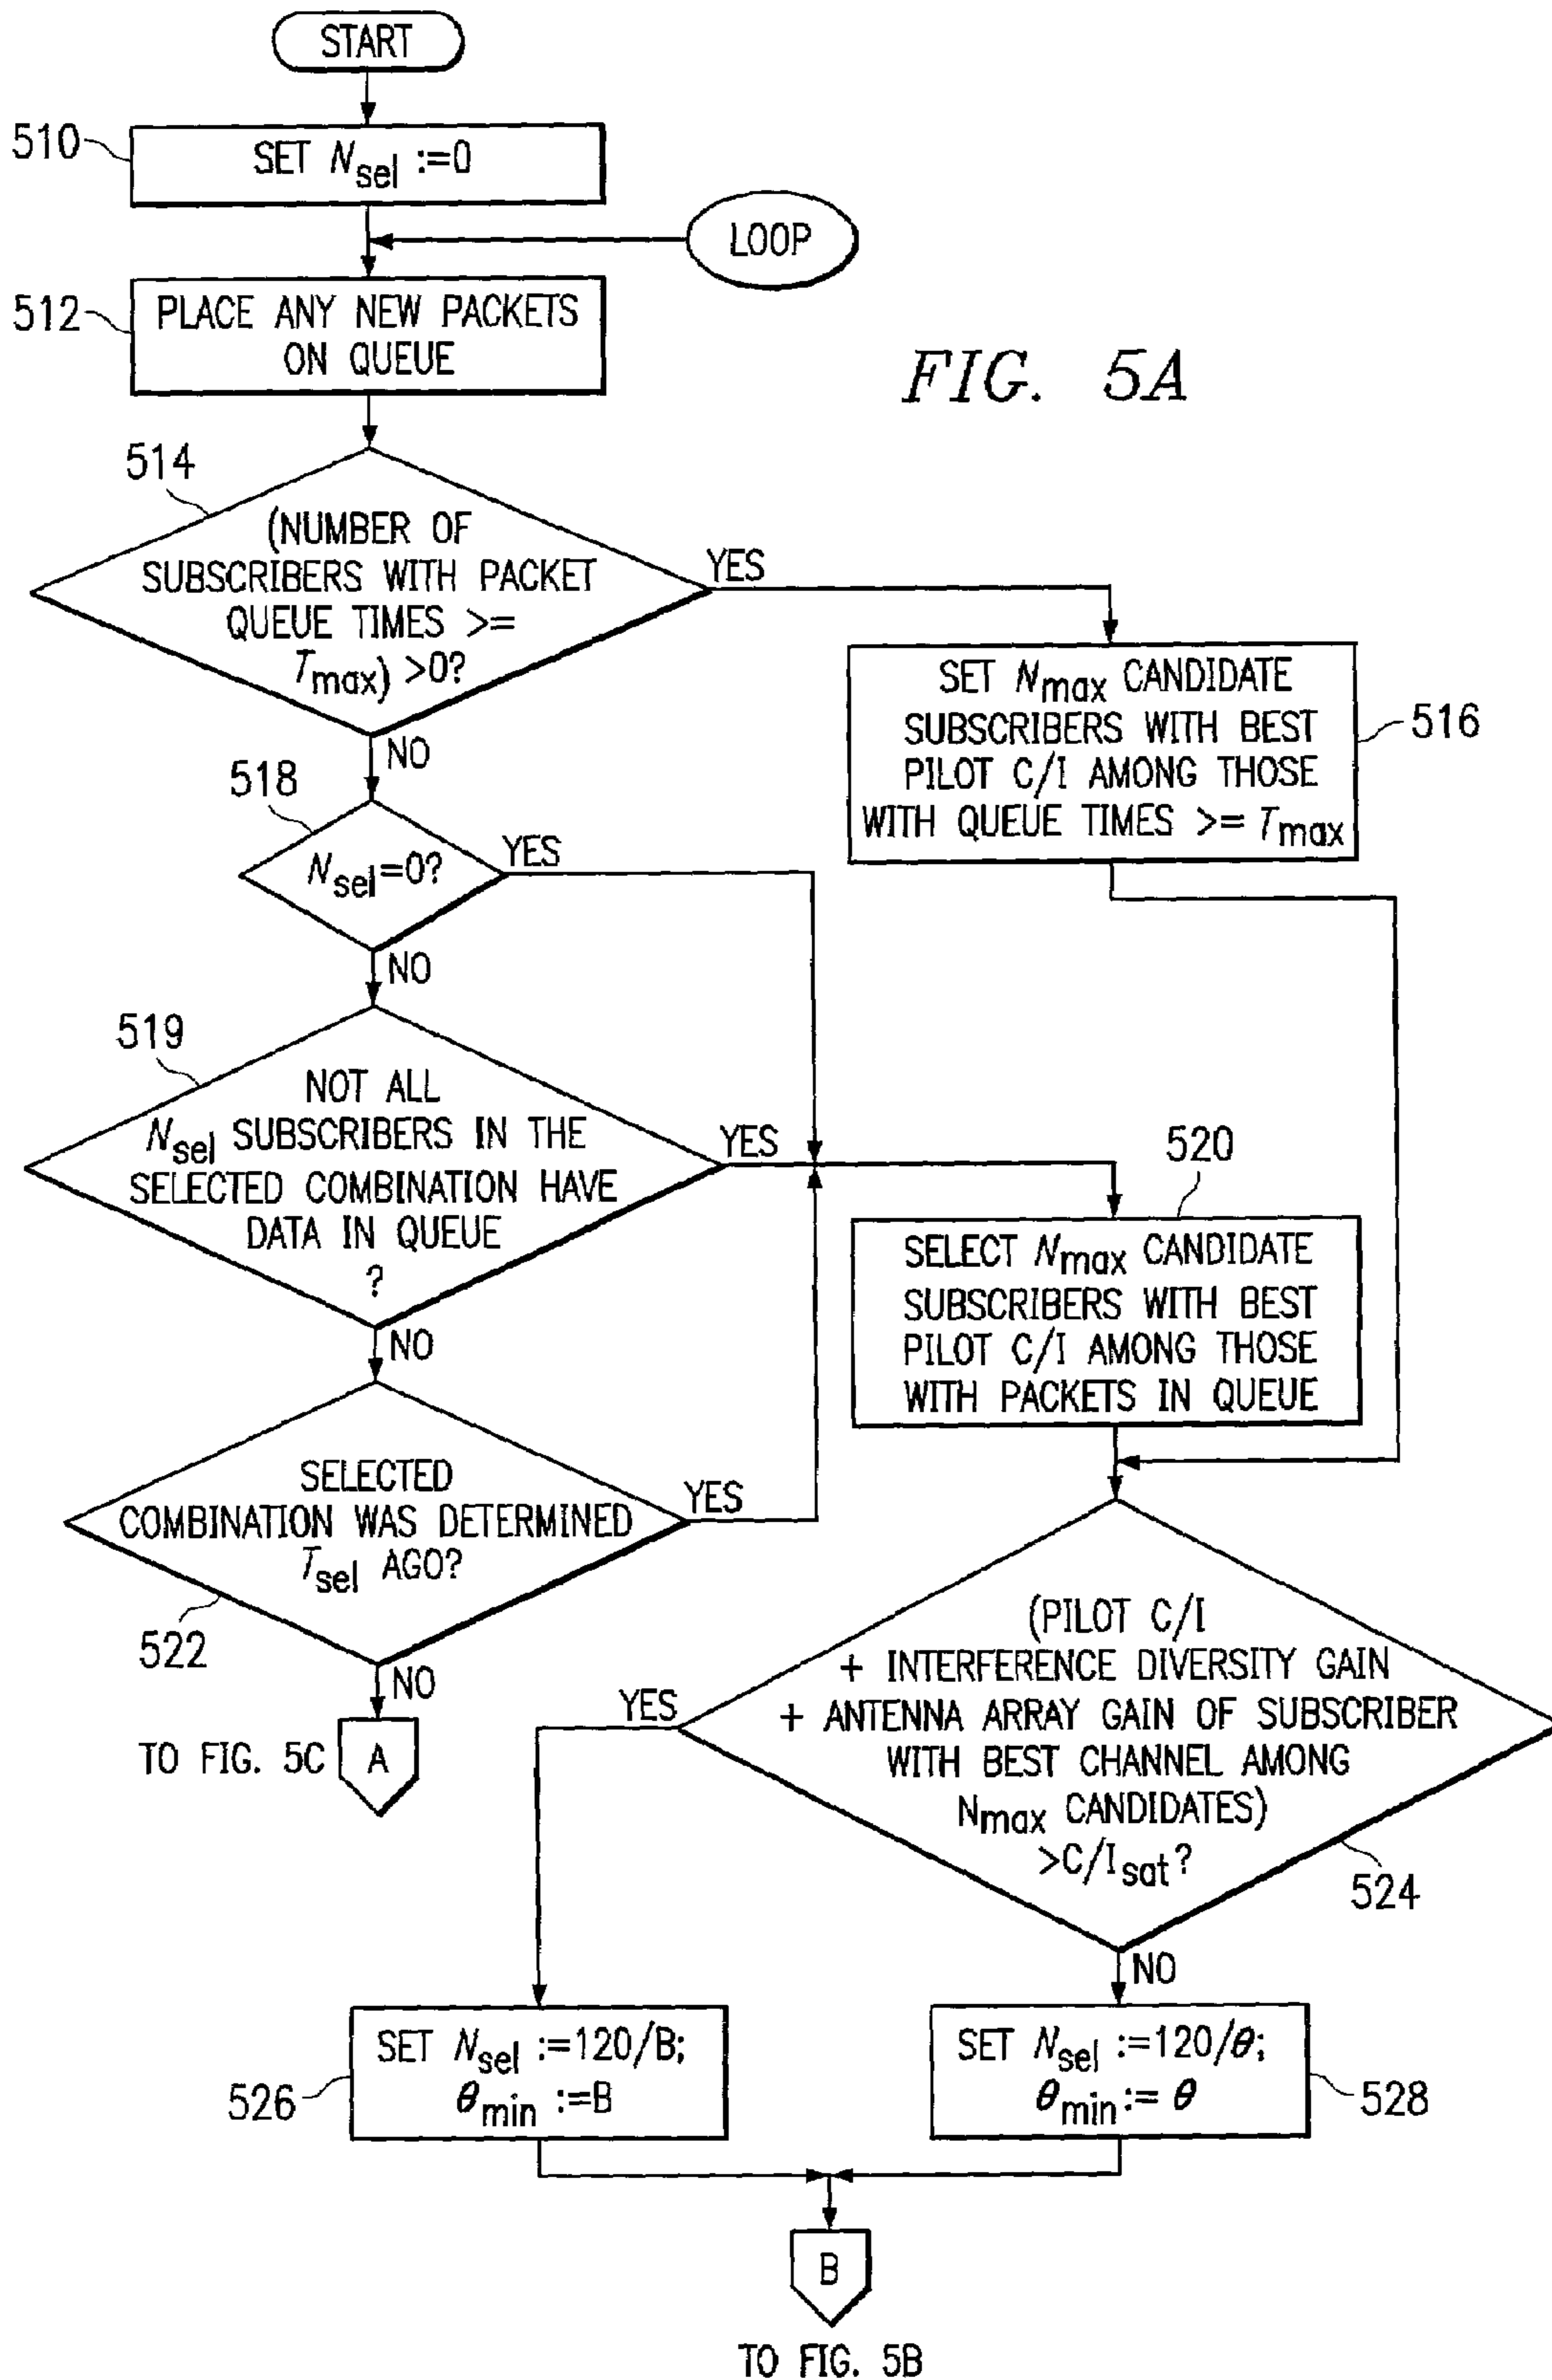 START
510
SET Nsel :=0
LOOP
512
PLACE ANY NEW PACKETS
ON QUEUE
FIG. 5A
514
(NUMBER OF
SUBSCRIBERS WITH PACKET
QUEUE TIMES >=
Tmax) >0?
YES
NO
SET Nmax CANDIDATE
SUBSCRIBERS WITH BEST
PILOT C/I AMONG THOSE
WITH QUEUE TIMES >= Tmax
516
518
Nsel=0?
YES
NO
519
NOT ALL
Nsel SUBSCRIBERS IN THE
SELECTED COMBINATION HAVE
DATA IN QUEUE
?
YES
NO
520
SELECT Nmax CANDIDATE
SUBSCRIBERS WITH BEST
PILOT C/I AMONG THOSE
WITH PACKETS IN QUEUE
SELECTED
COMBINATION WAS DETERMINED
Tsel AGO?
YES
522
NO
TO FIG. 5C
A
(PILOT C/I
+ INTERFERENCE DIVERSITY GAIN
+ ANTENNA ARRAY GAIN OF SUBSCRIBER
WITH BEST CHANNEL AMONG
Nmax CANDIDATES)
>C/Isat?
YES
524
NO
SET Nsel :=120/B;
θmin :=B
526
SET Nsel :=120/θ;
θmin := θ
528
B
TO FIG. 5B